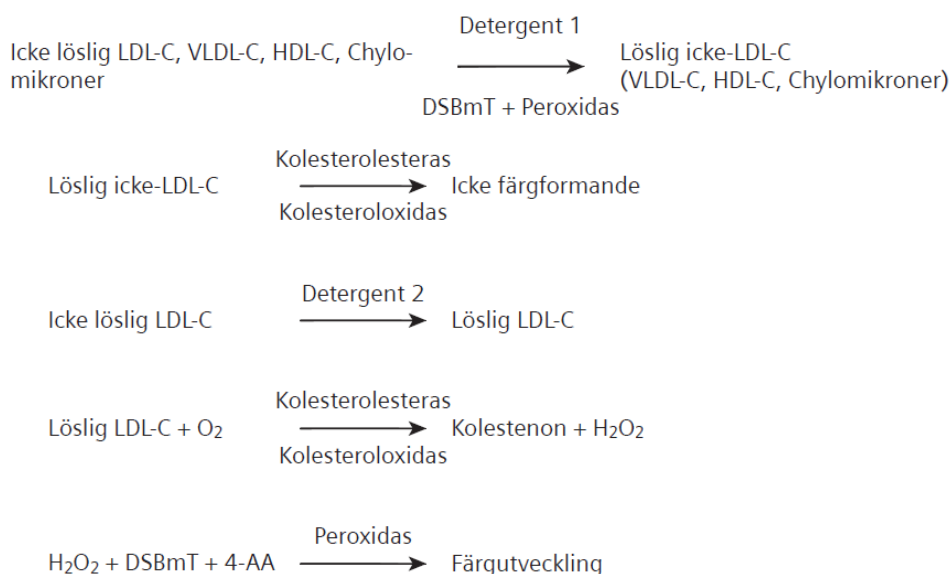 Detergent 1
Icke löslig LDL-C, VLDL-C, HDL-C, Chylo-
mikroner
Löslig icke-LDL-C
(VLDL-C, HDL-C, Chylomikroner)
DSBmT + Peroxidas
Kolesterolesteras
Löslig icke-LDL-C
Icke färgformande
Kolesteroloxidas
Detergent 2
Icke löslig LDL-C
Löslig LDL-C
Kolesterolesteras
Löslig LDL-C + O₂
Kolestenon + H₂O₂
Kolesteroloxidas
Peroxidas
H₂O₂ + DSBmT + 4-AA
Färgutveckling